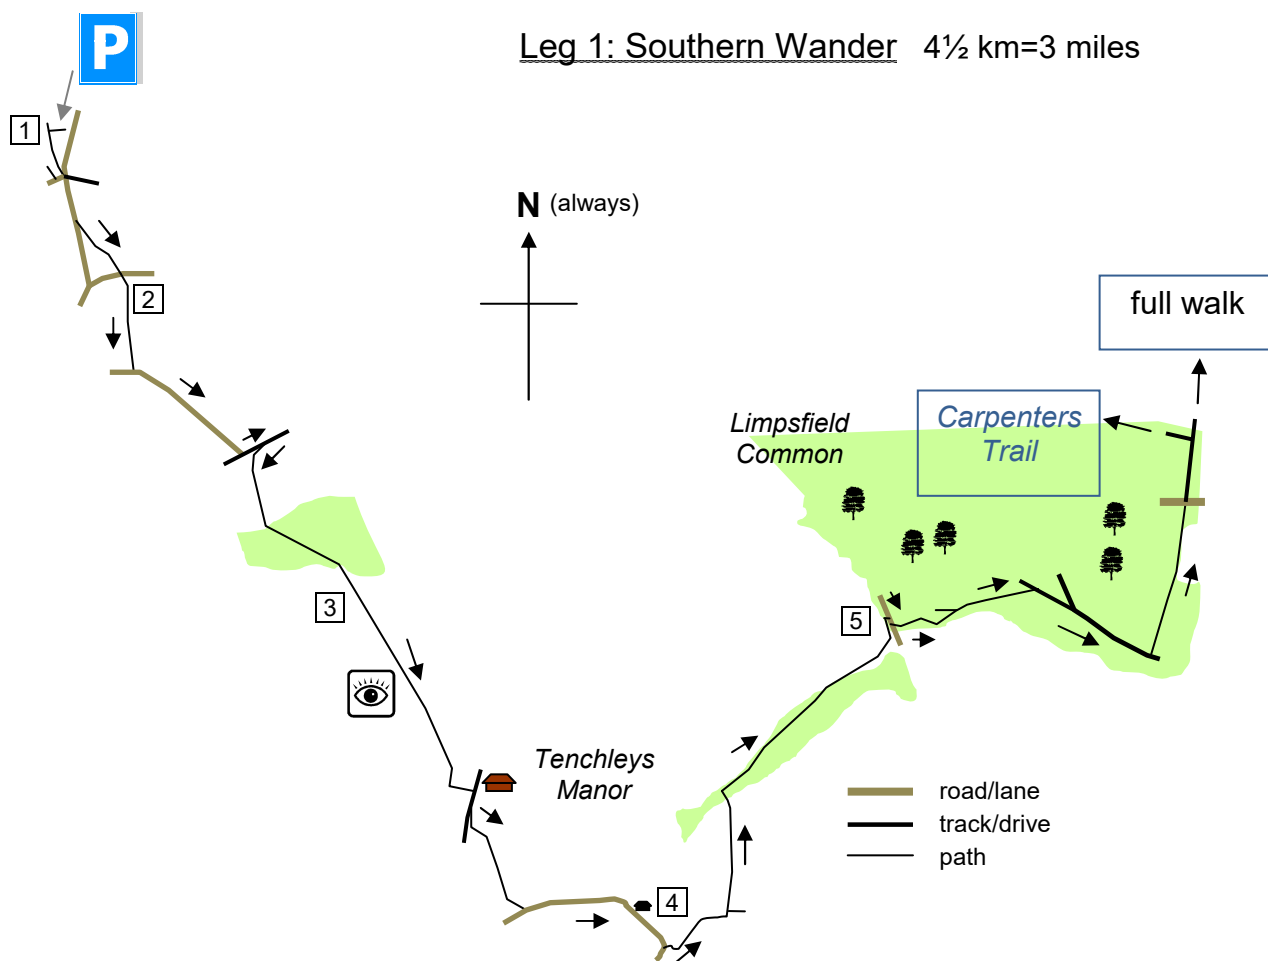 P
Leg 1: Southern Wander 4½ km=3 miles
1
N (always)
2
full walk
Limpsfield
Common
Carpenters
Trail
3
5
Tenchleys
Manor
road/lane
track/drive
path
4